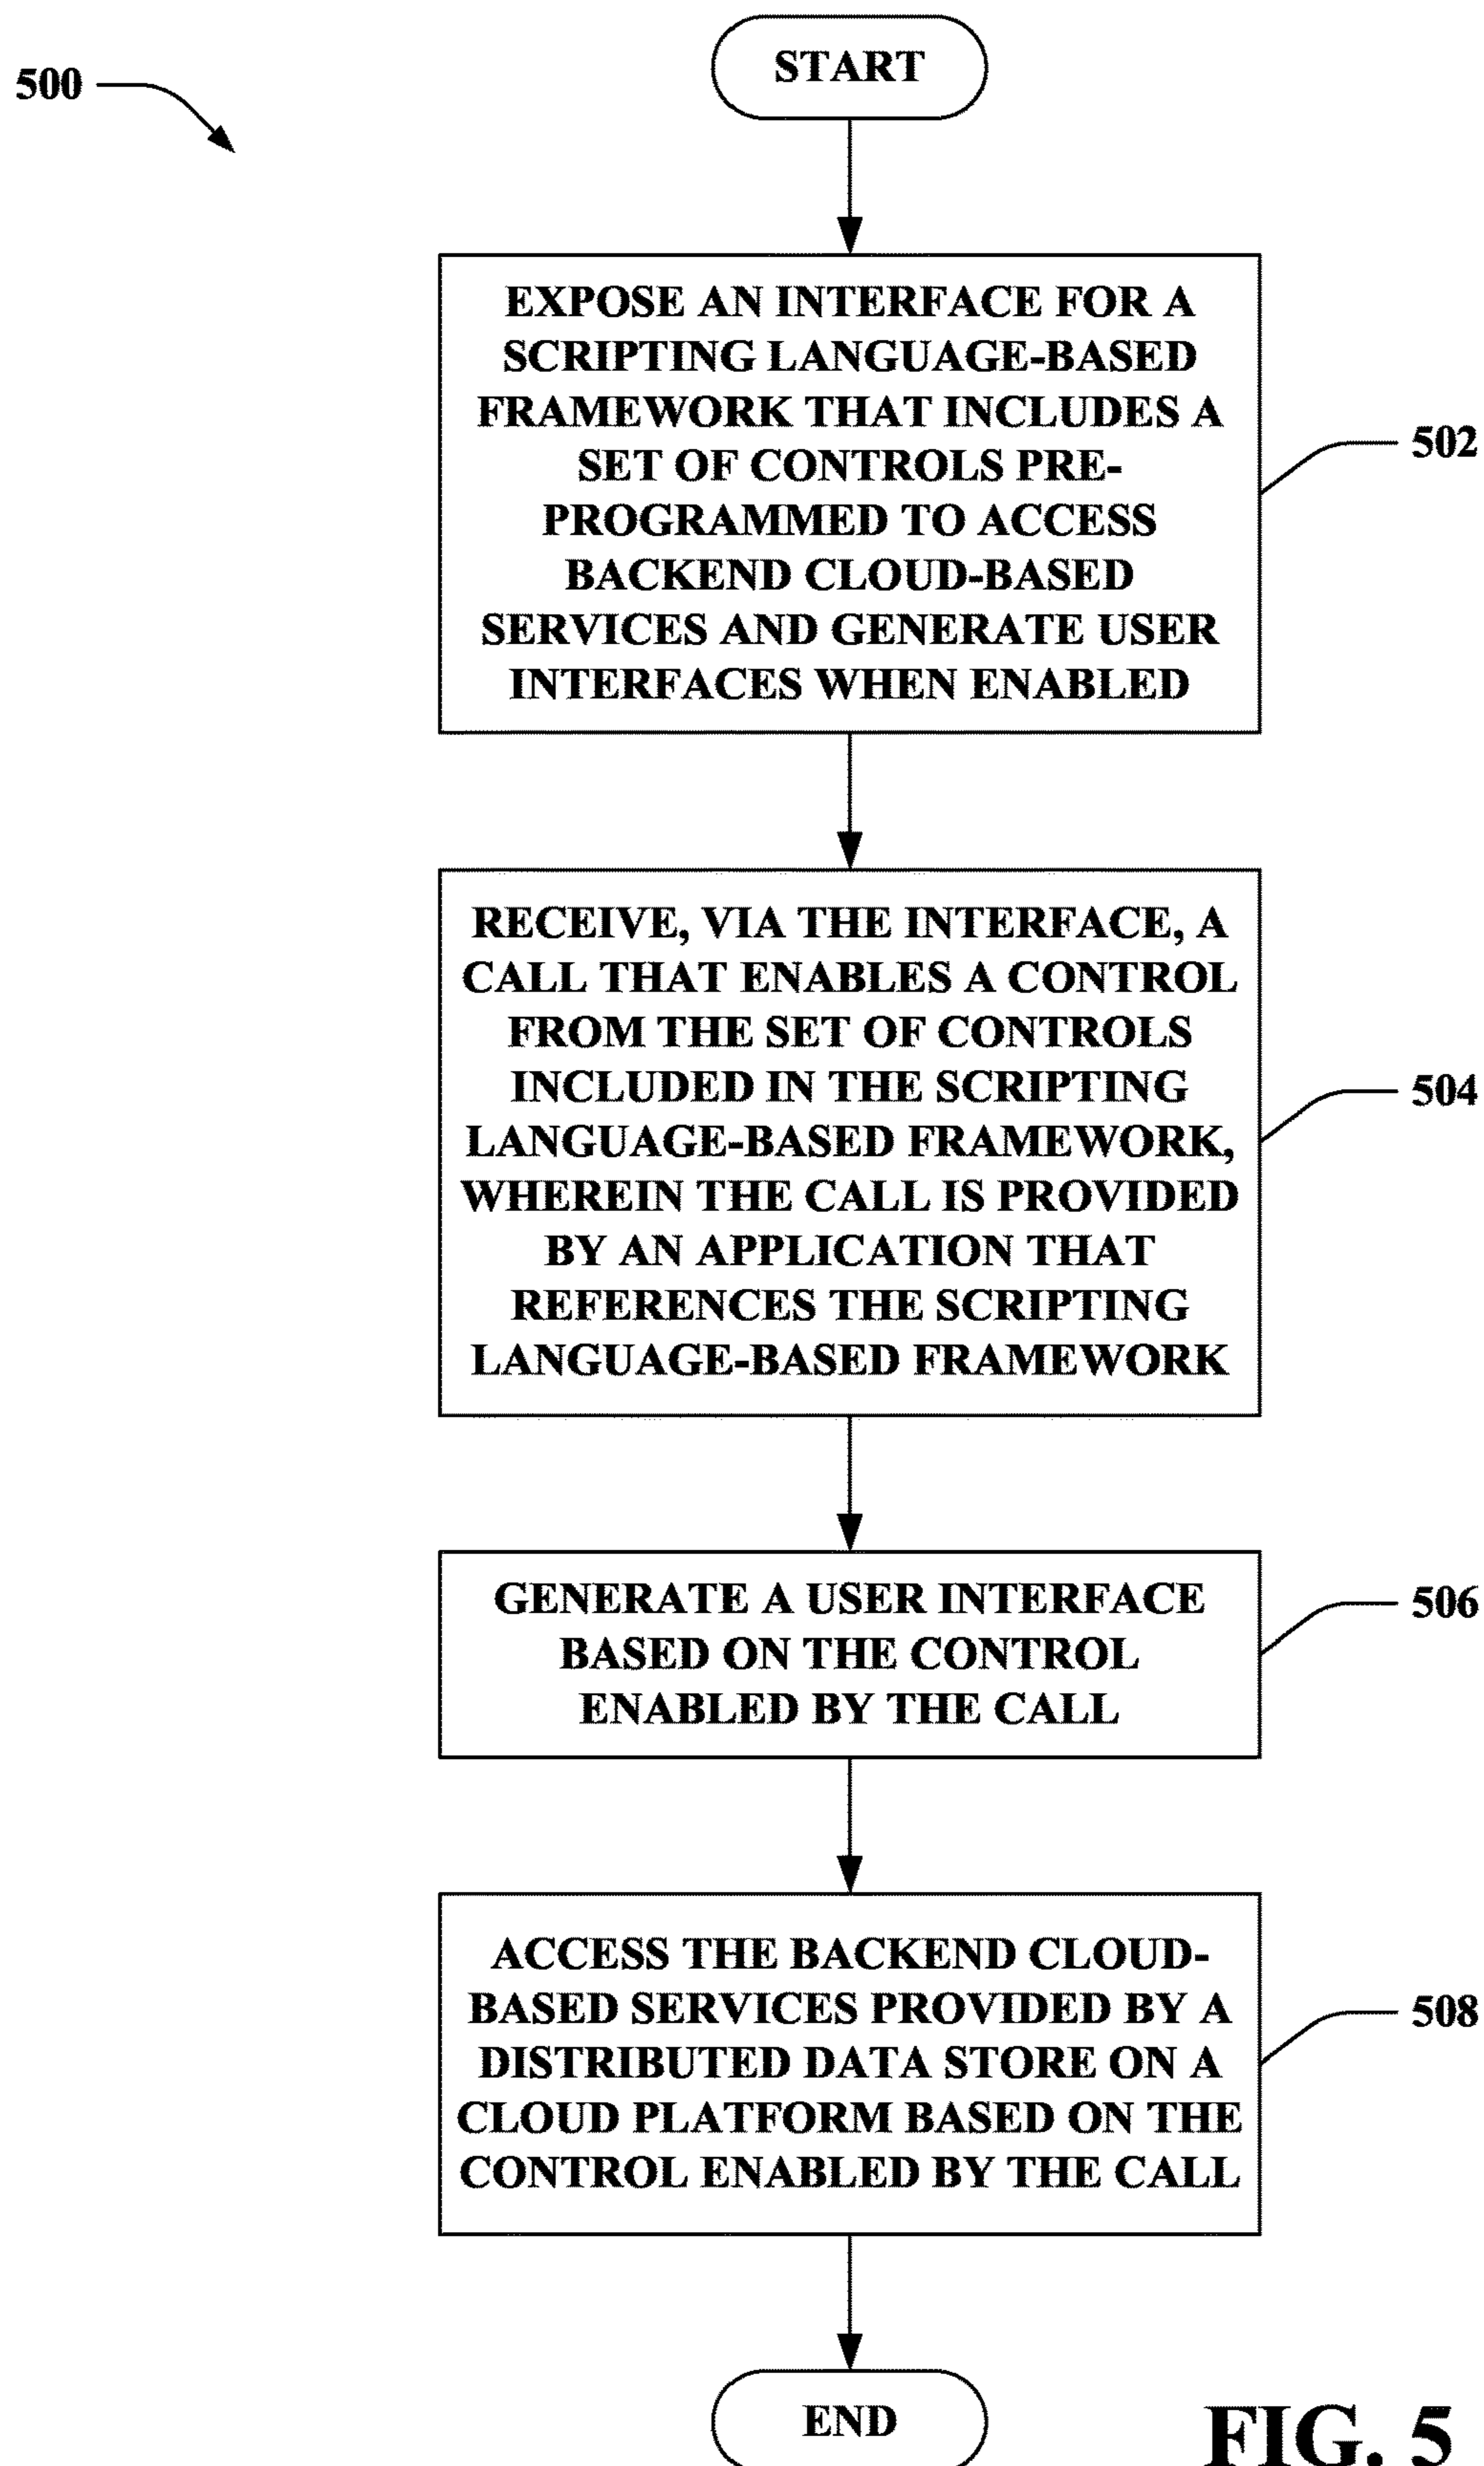 START
500
EXPOSE AN INTERFACE FOR A
SCRIPTING LANGUAGE-BASED
FRAMEWORK THAT INCLUDES A
SET OF CONTROLS PRE-
PROGRAMMED TO ACCESS
BACKEND CLOUD-BASED
SERVICES AND GENERATE USER
INTERFACES WHEN ENABLED
502
RECEIVE, VIA THE INTERFACE, A
CALL THAT ENABLES A CONTROL
FROM THE SET OF CONTROLS
INCLUDED IN THE SCRIPTING
LANGUAGE-BASED FRAMEWORK,
WHEREIN THE CALL IS PROVIDED
BY AN APPLICATION THAT
REFERENCES THE SCRIPTING
LANGUAGE-BASED FRAMEWORK
504
GENERATE A USER INTERFACE
BASED ON THE CONTROL
ENABLED BY THE CALL
506
ACCESS THE BACKEND CLOUD-
BASED SERVICES PROVIDED BY A
DISTRIBUTED DATA STORE ON A
CLOUD PLATFORM BASED ON THE
CONTROL ENABLED BY THE CALL
508
END
FIG. 5